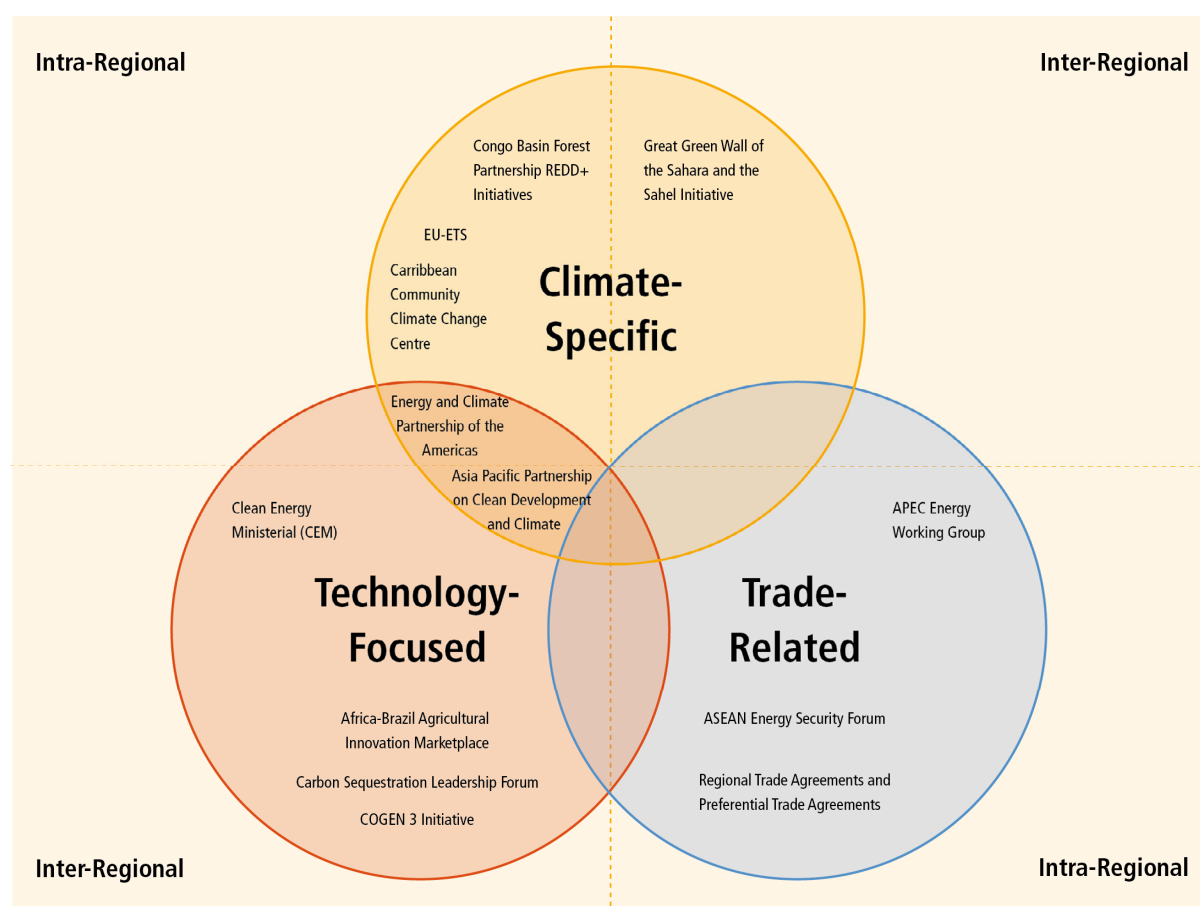 Intra-Regional
Inter-Regional
Congo Basin Forest
Partnership REDD+
Initiatives
Great Green Wall of
the Sahara and the
Sahel Initiative
EU-ETS
Carribbean
Community
Climate Change
Centre
Climate-
Specific
Energy and Climate
Partnership of the
Americas
Asia Pacific Partnership
on Clean Development
and Climate
Clean Energy
Ministerial (CEM)
APEC Energy
Working Group
Technology-
Focused
Trade-
Related
Africa-Brazil Agricultural
Innovation Marketplace
Carbon Sequestration Leadership Forum
COGEN 3 Initiative
ASEAN Energy Security Forum
Regional Trade Agreements and
Preferential Trade Agreements
Inter-Regional
Intra-Regional